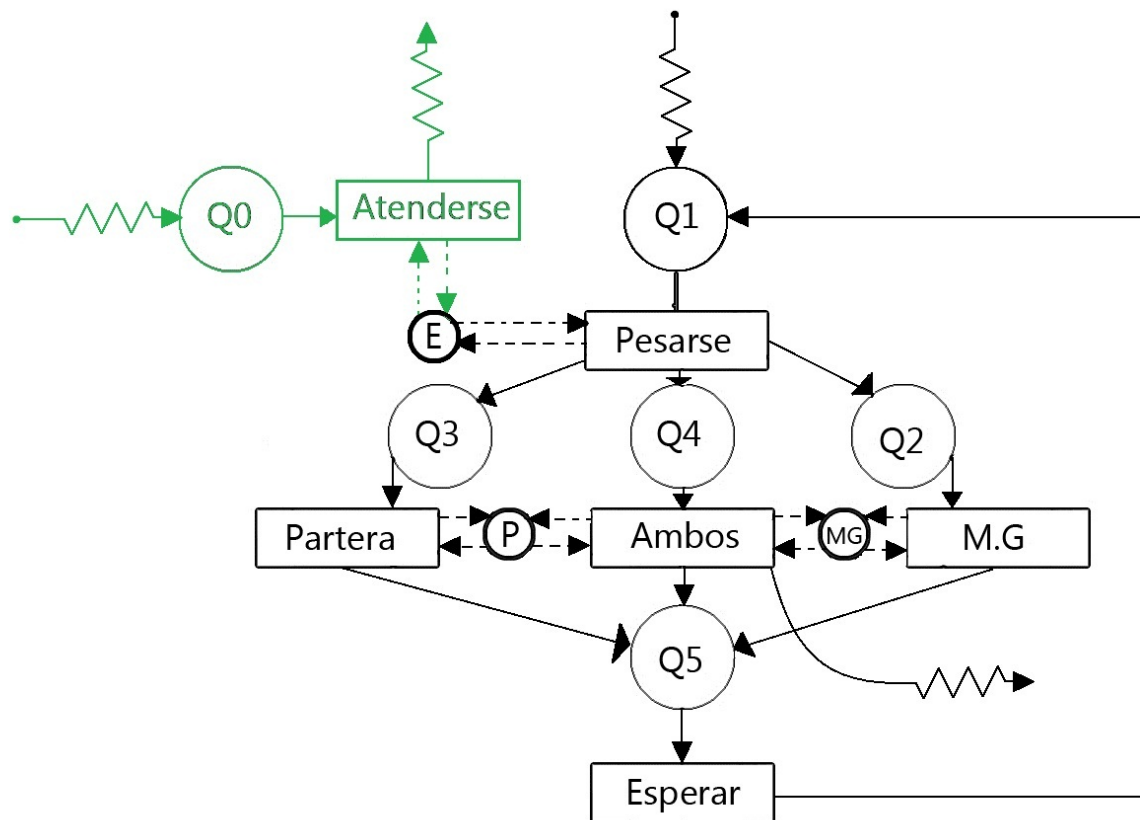 Q0
Atenderse
Q1
E
Pesarse
Q3
Q4
Q2
Partera
P
Ambos
MG
M.G
Q5
Esperar